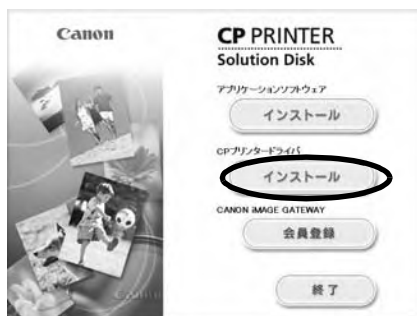 Canon
CP PRINTER
Solution Disk
アプリケーションソフトウェア
インストール
CPプリンタードライバ
インストール
CANON iMAGE GATEWAY
会員登録
終了
Canon